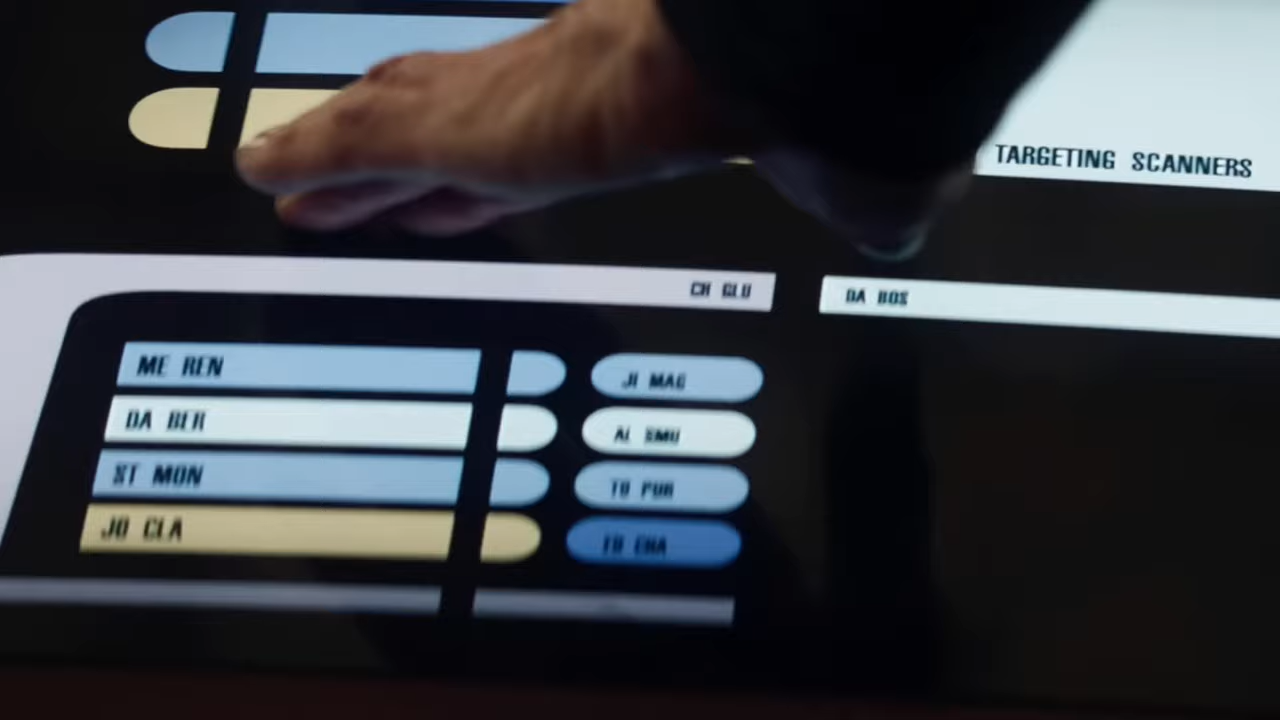 TARGETING SCANNERS
CH GLU
DA BOS
ME REN
JI MAG
DA BER
AL SMU
ST MON
TO PUR
JO CLA
TO CHA